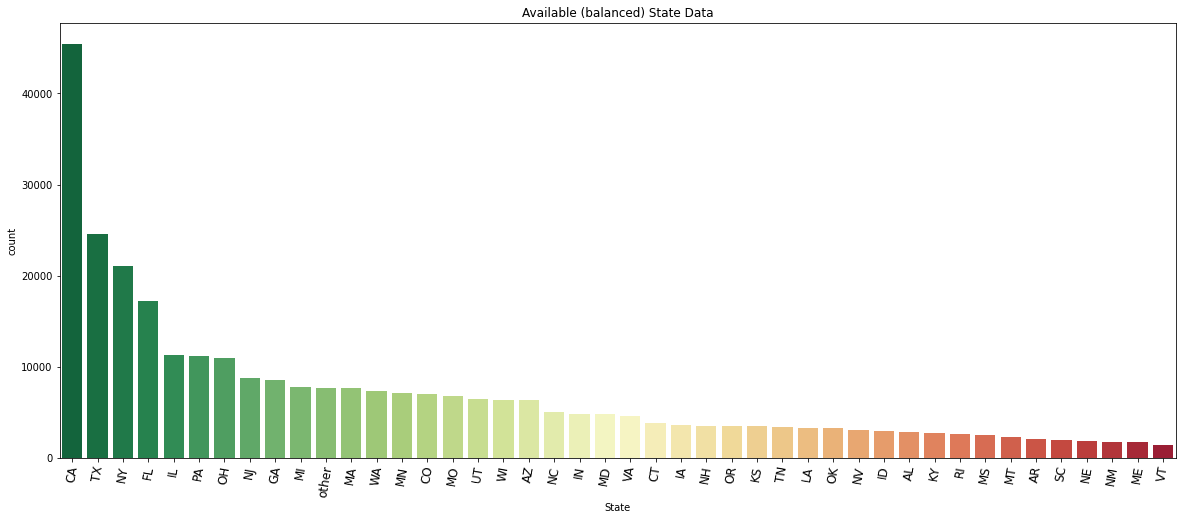 Available (balanced) State Data
count
40000
30000
20000
10000
0
CA TX NY FL IL PA OH NJ GA MI other MA WA MN CO MO UT WI AZ NC IN MD VA CT IA NH OR KS TN LA OK NV ID AL KY RI MS MT AR SC NE NM ME VT
State